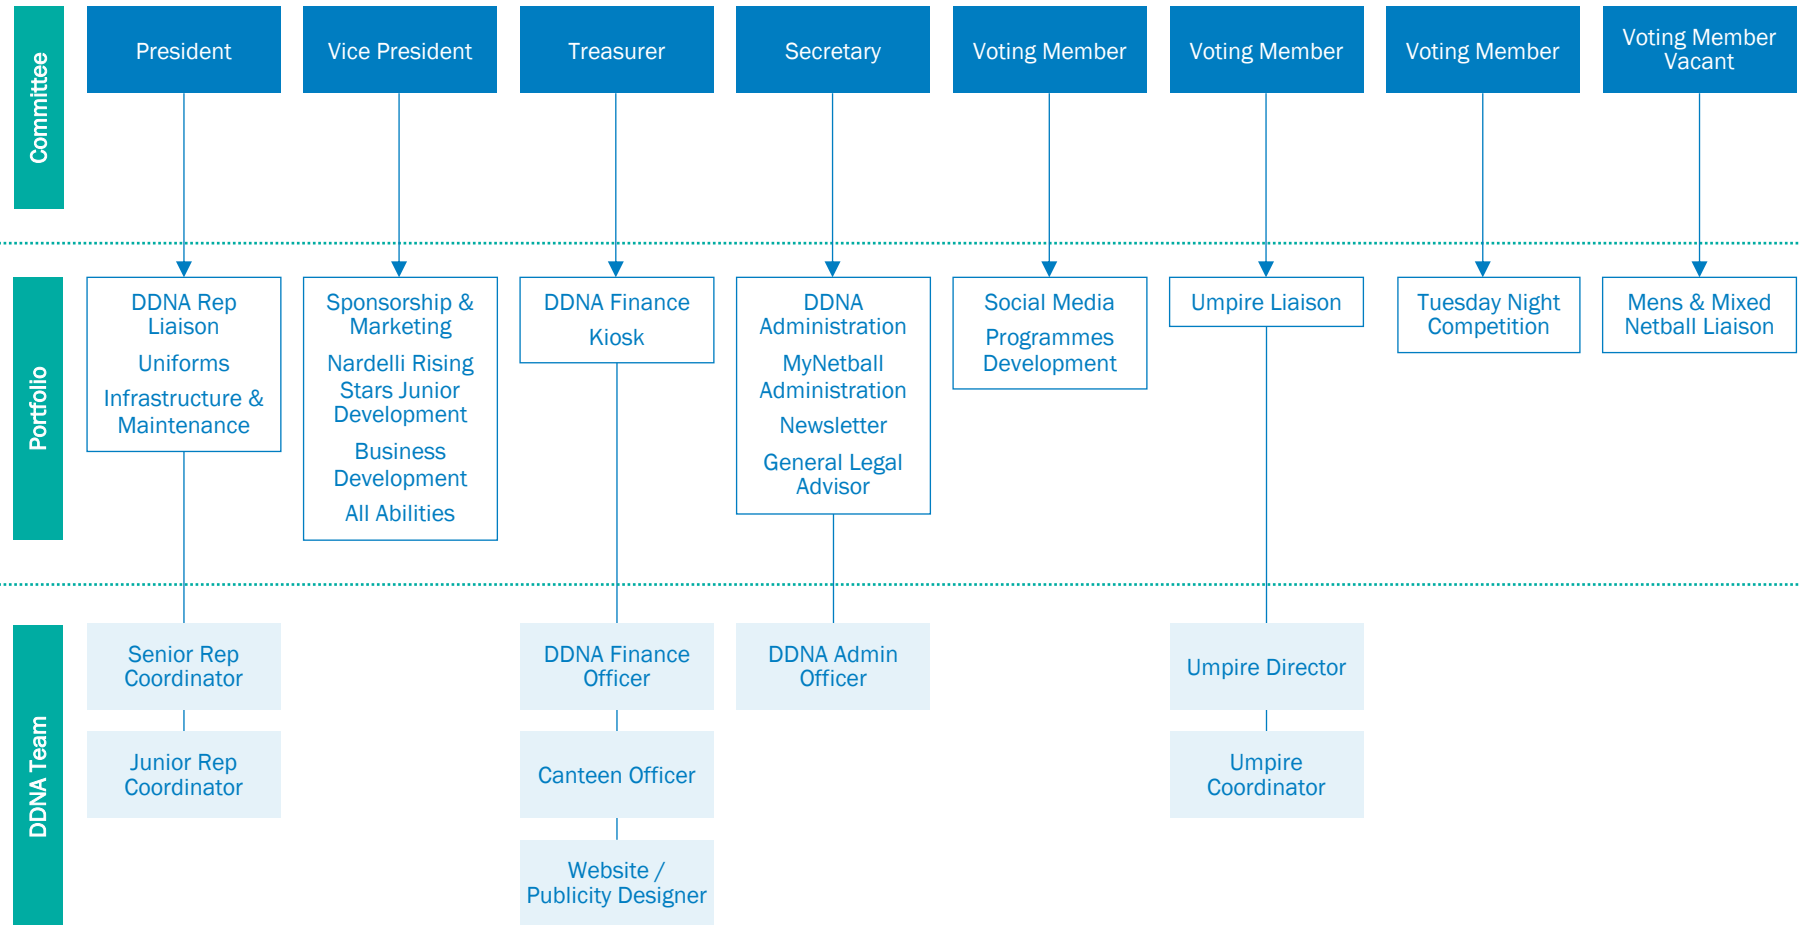 Committee
President
Vice President
Treasurer
Secretary
Voting Member
Voting Member
Voting Member
Voting Member
Vacant
Portfolio
DDNA Rep
Liaison
Uniforms
Infrastructure &
Maintenance
Sponsorship &
Marketing
Nardelli Rising
Stars Junior
Development
Business
Development
All Abilities
DDNA Finance
Kiosk
DDNA
Administration
MyNetball
Administration
Newsletter
General Legal
Advisor
Social Media
Programmes
Development
Umpire Liaison
Tuesday Night
Competition
Mens & Mixed
Netball Liaison
DDNA Team
Senior Rep
Coordinator
Junior Rep
Coordinator
DDNA Finance
Officer
Canteen Officer
Website /
Publicity Designer
DDNA Admin
Officer
Umpire Director
Umpire
Coordinator